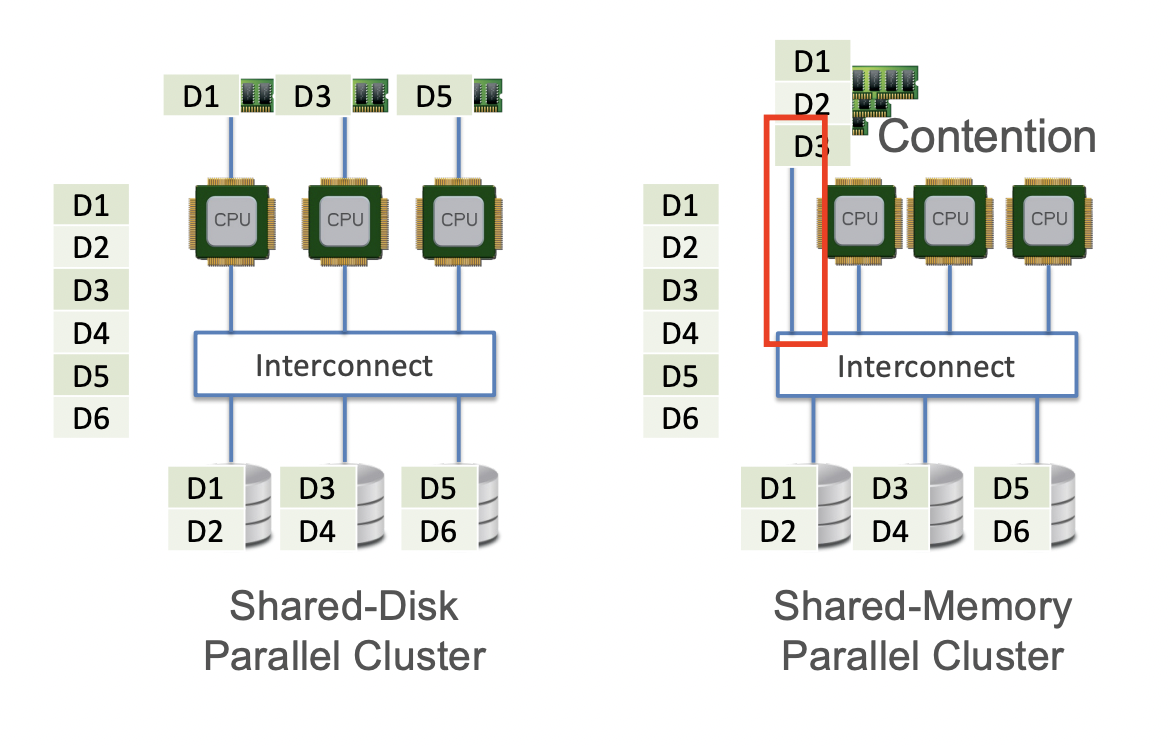 D1
D3
D5
D1
D2
D3
D4
D5
D6
CPU
CPU
CPU
Interconnect
D1
D2
D3
D4
D5
D6
Shared-Disk
Parallel Cluster
D1
D2
D3
Contention
D1
D2
D3
D4
D5
D6
CPU
CPU
CPU
Interconnect
D1
D2
D3
D4
D5
D6
Shared-Memory
Parallel Cluster